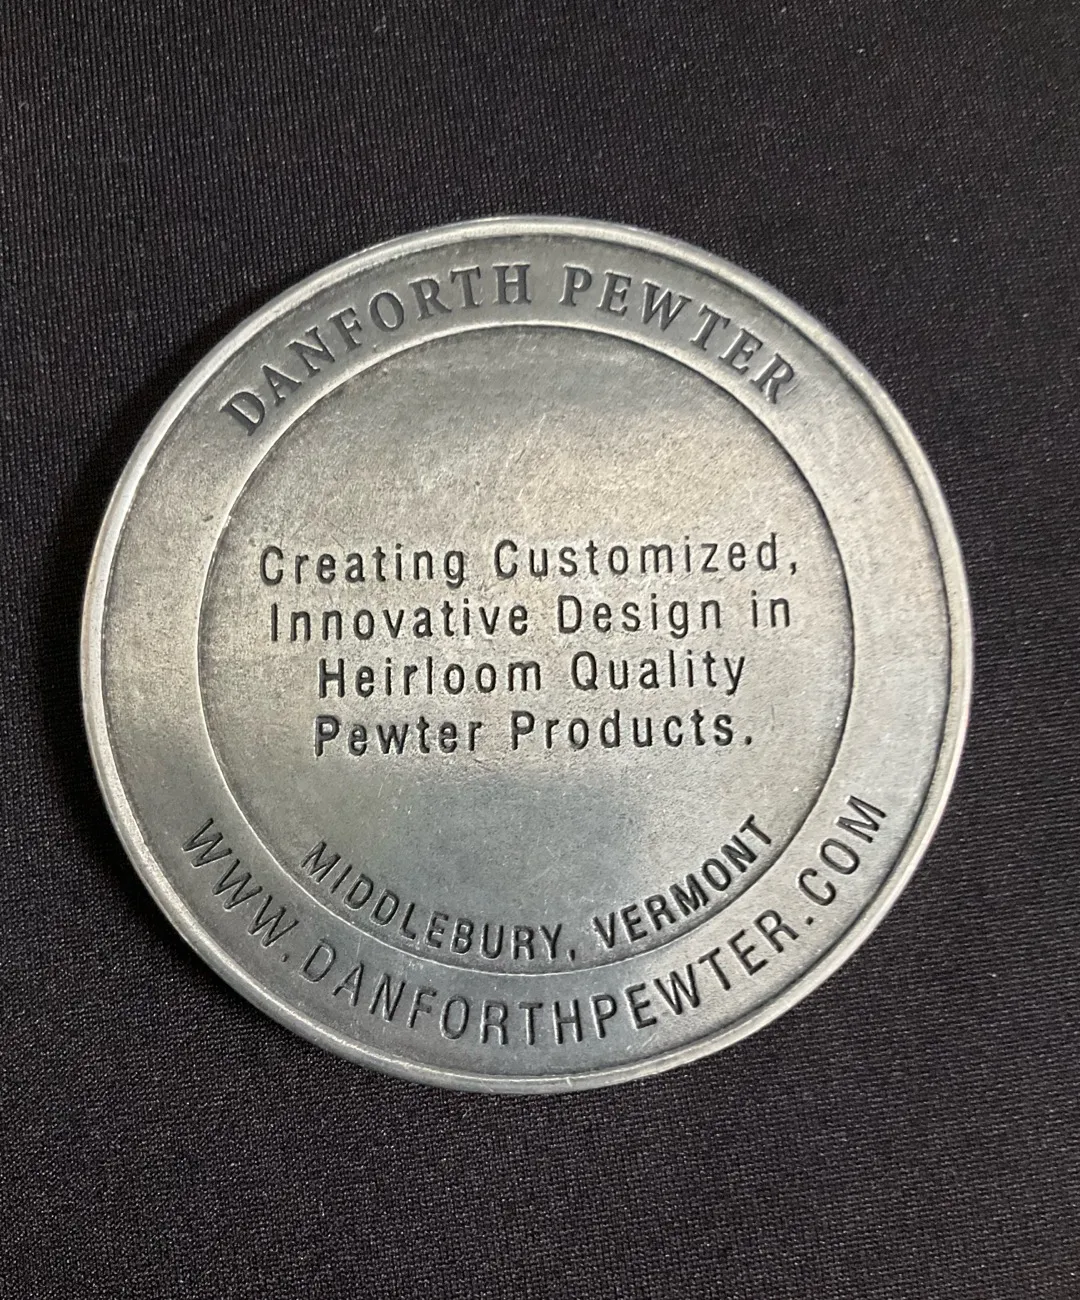 DANFORTH PEWTER
Creating Customized,
Innovative Design in
Heirloom Quality
Pewter Products.
MIDDLEBURY, VERMONT
WWW.DANFORTHPEWTER.COM